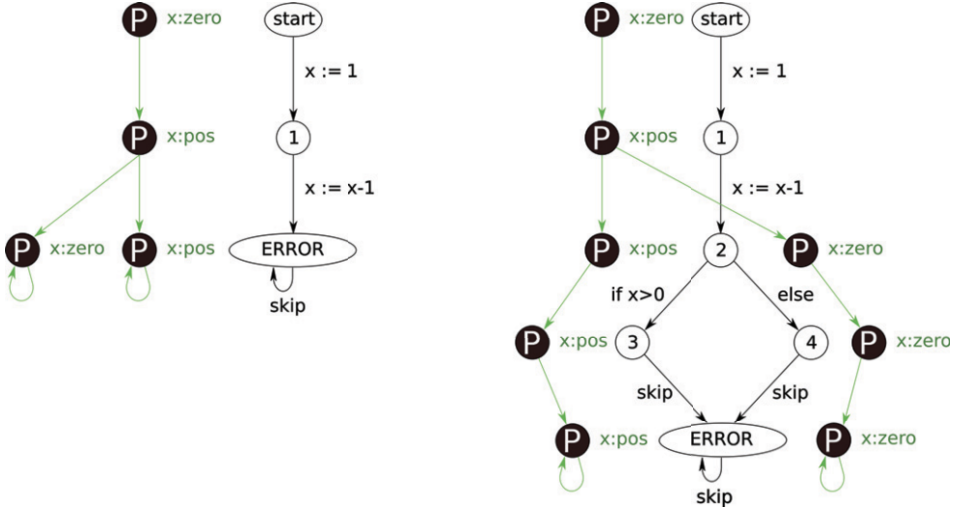 P x:zero start
x := 1
P x:pos 1
x := x-1
P x:zero P x:pos ERROR
skip
P x:zero start
x := 1
P x:pos 1
x := x-1
P x:pos 2 P x:zero
if x>0 else
P x:pos 3 4 P x:zero
skip skip
P x:pos ERROR P x:zero
skip